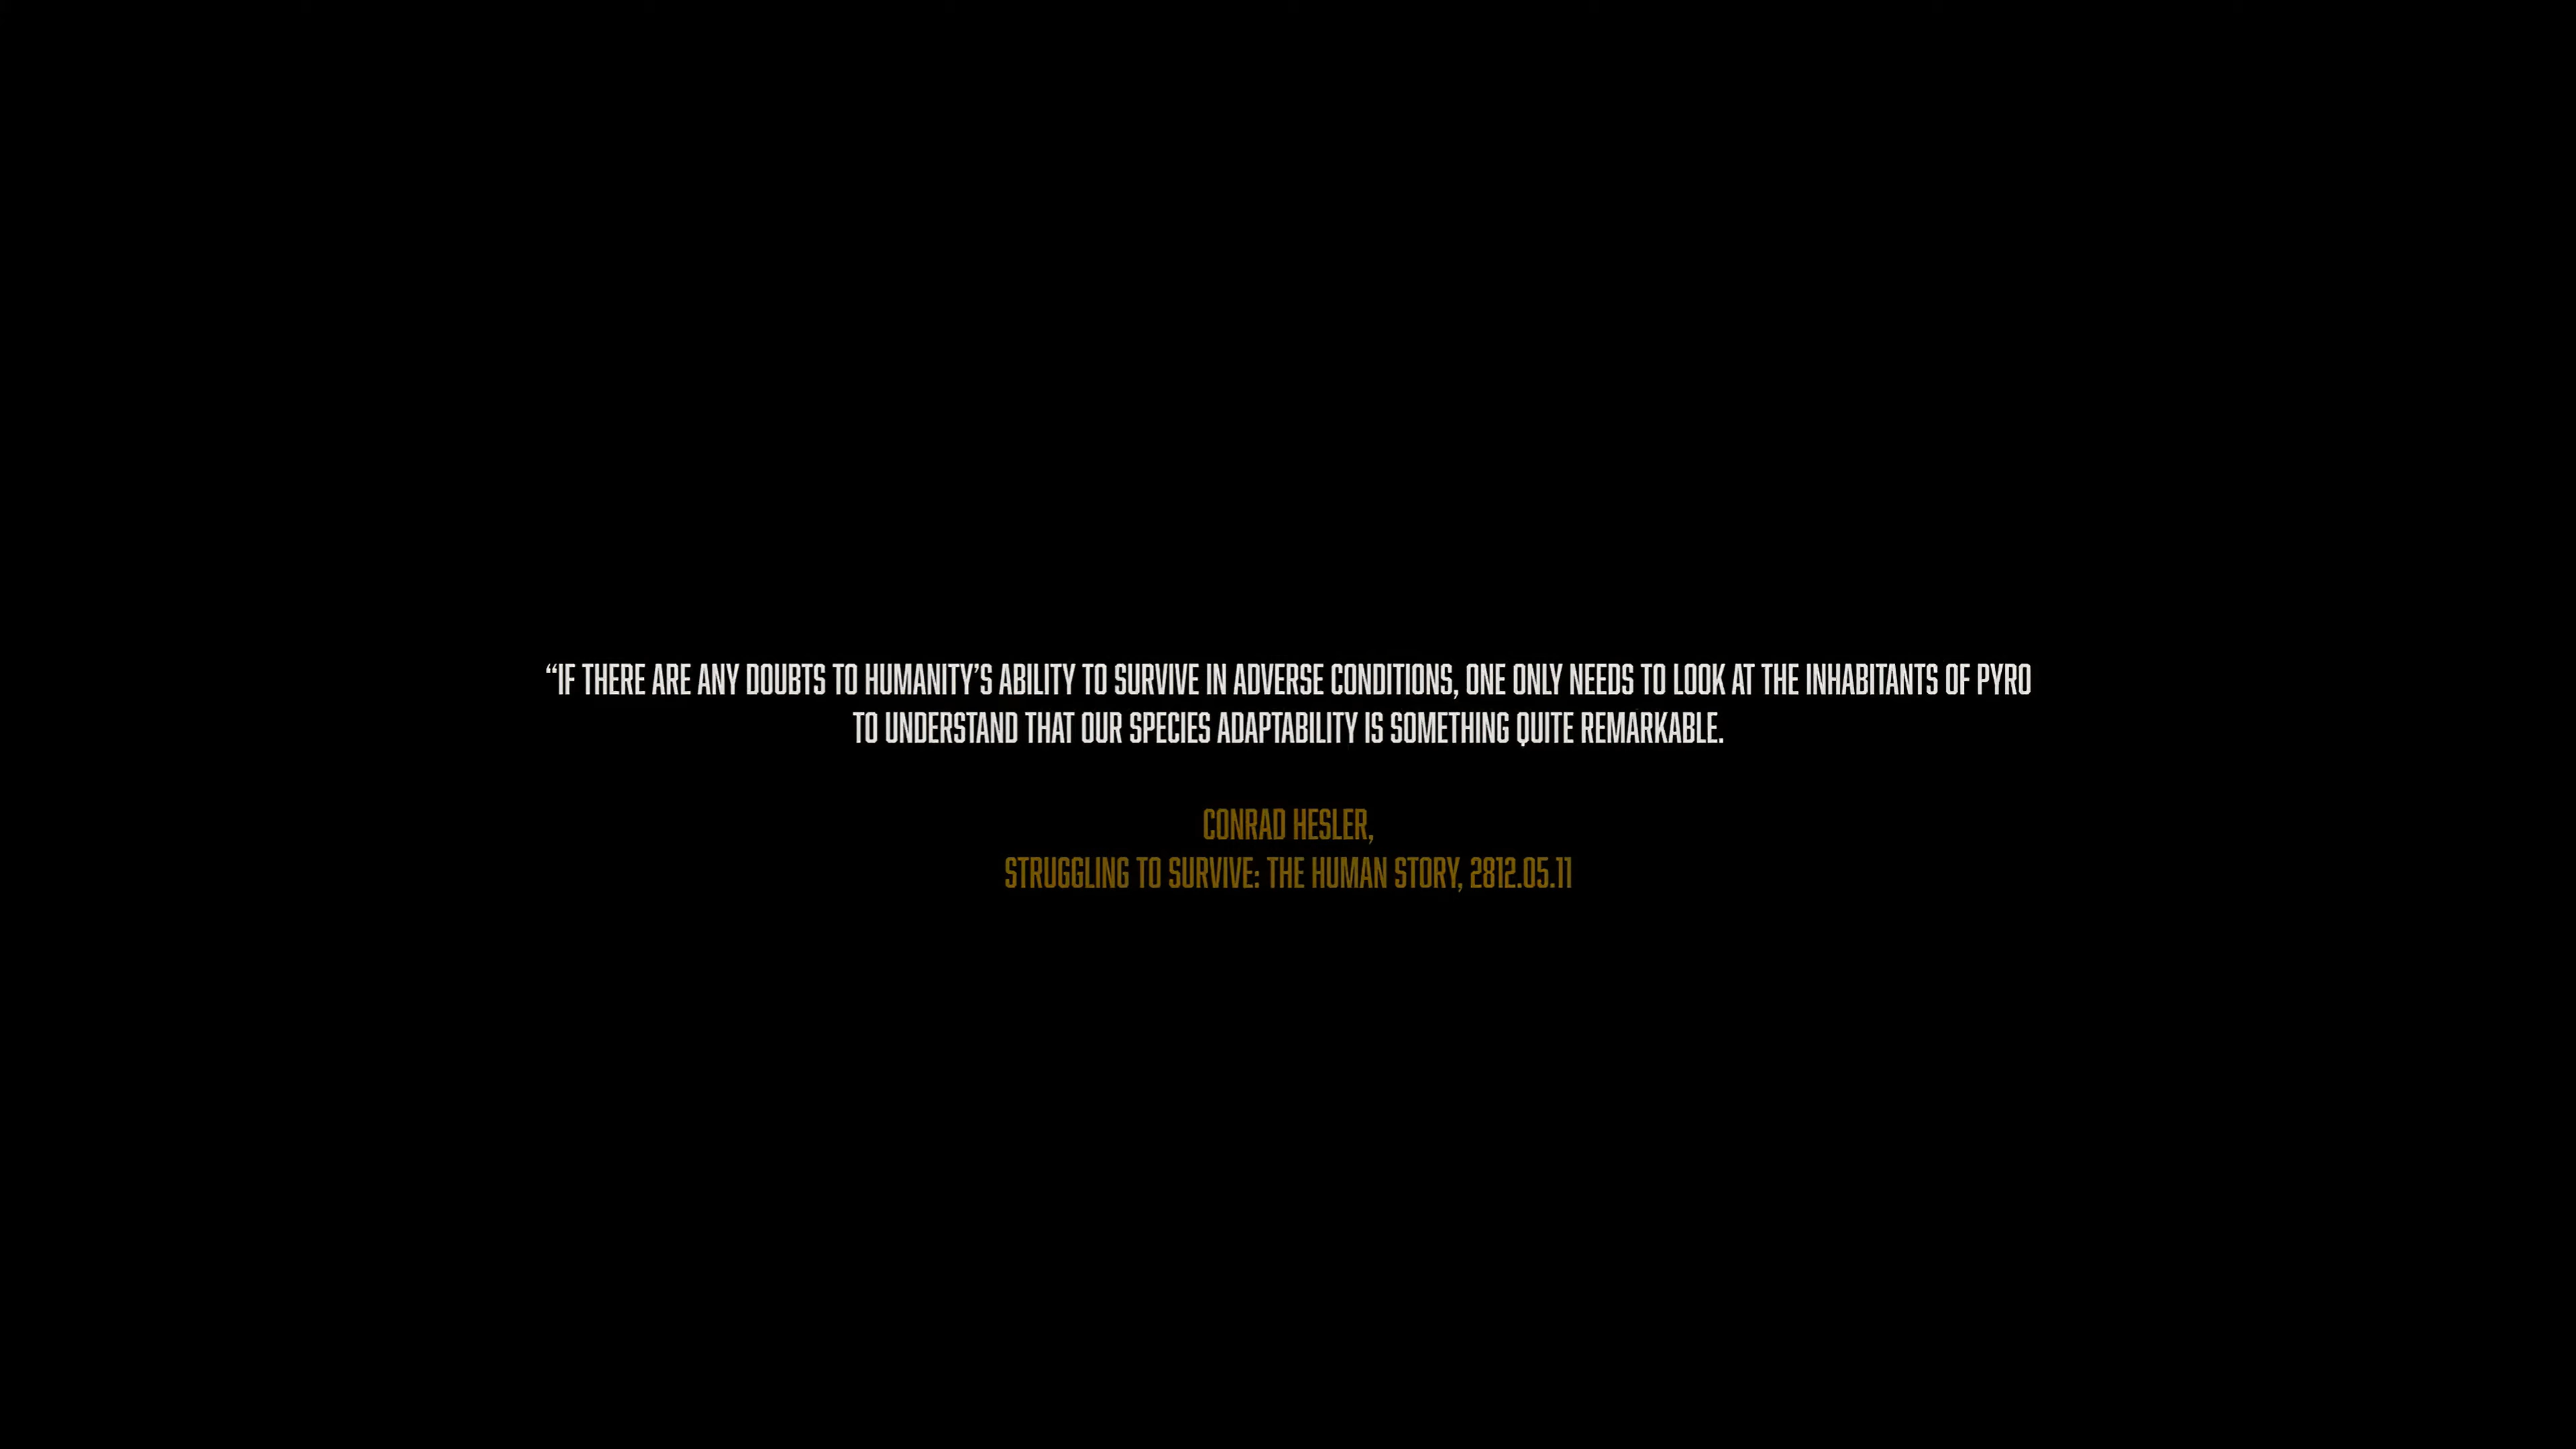 “IF THERE ARE ANY DOUBTS TO HUMANITY’S ABILITY TO SURVIVE IN ADVERSE CONDITIONS, ONE ONLY NEEDS TO LOOK AT THE INHABITANTS OF PYRO
TO UNDERSTAND THAT OUR SPECIES ADAPTABILITY IS SOMETHING QUITE REMARKABLE.
CONRAD HESLER,
STRUGGLING TO SURVIVE: THE HUMAN STORY, 2812.05.11